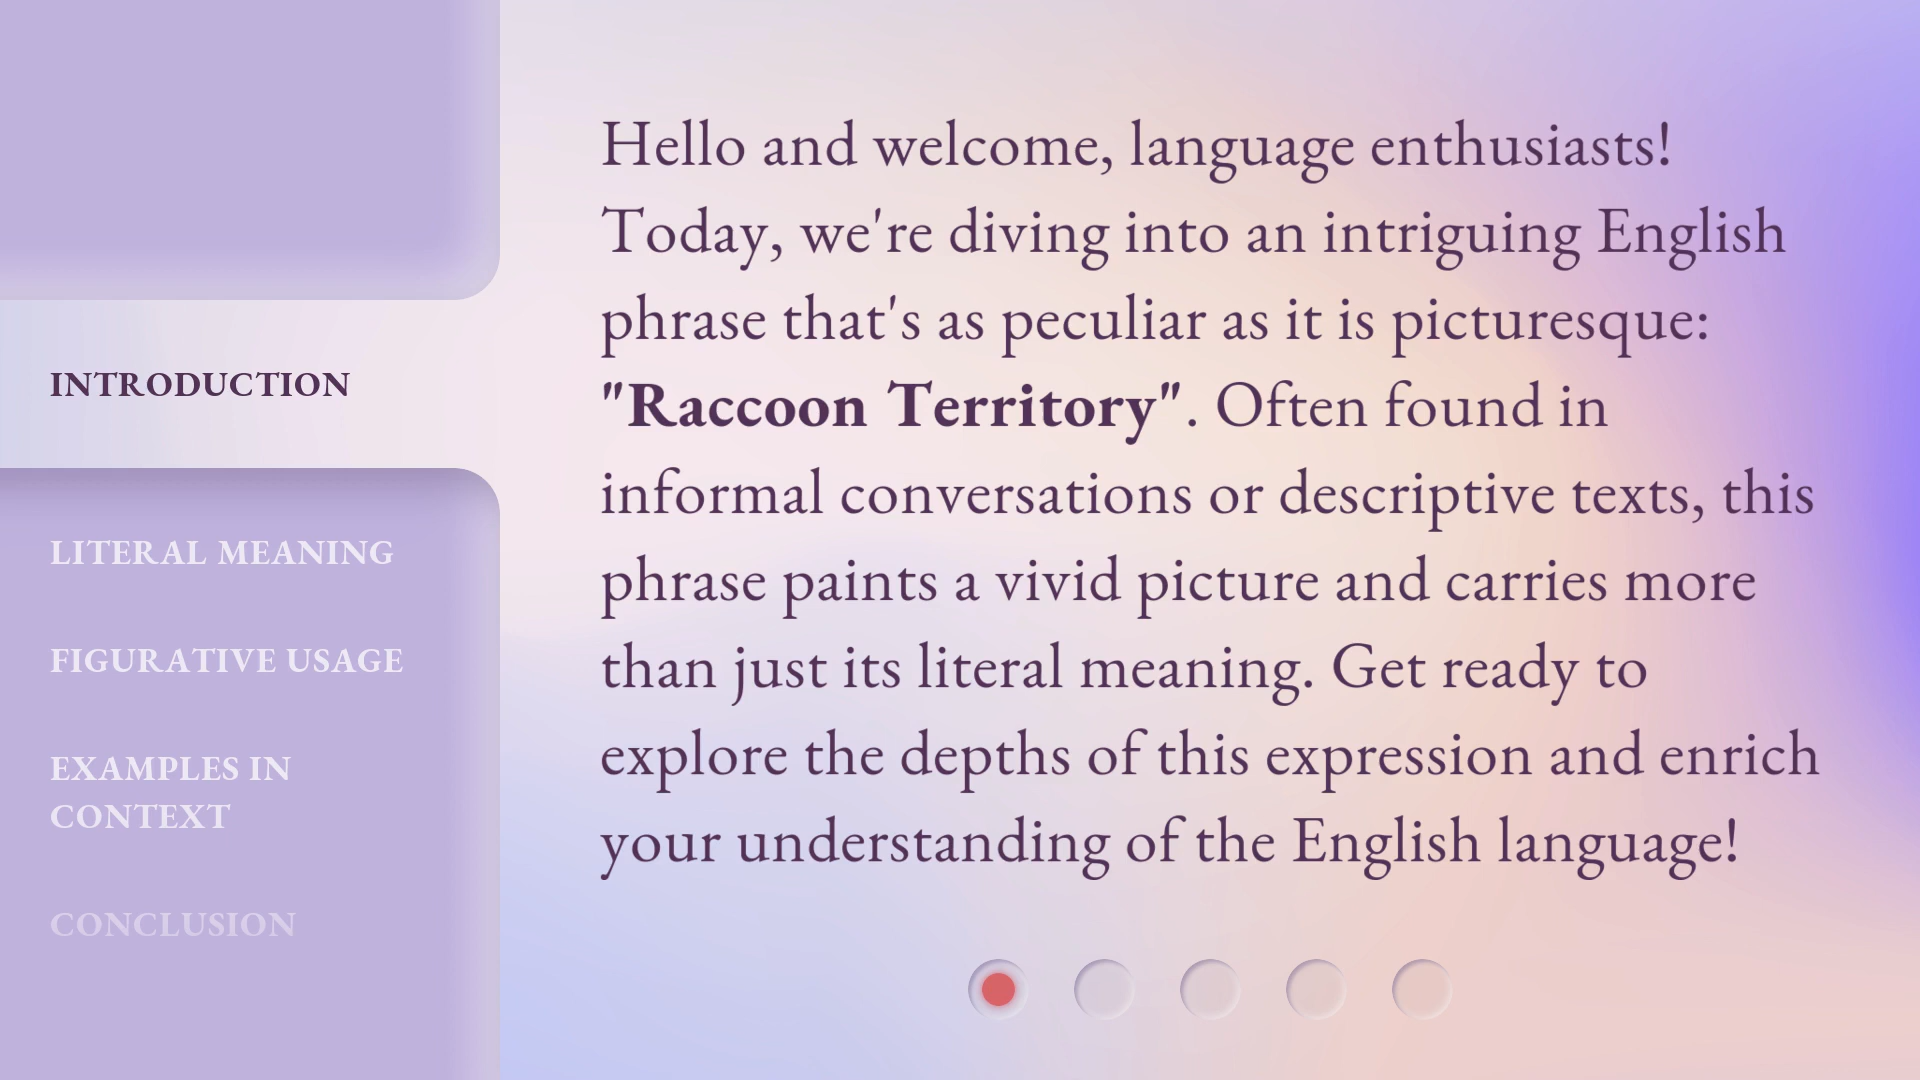 INTRODUCTION
LITERAL MEANING
FIGURATIVE USAGE
EXAMPLES IN
CONTEXT
CONCLUSION
Hello and welcome, language enthusiasts!
Today, we're diving into an intriguing English
phrase that's as peculiar as it is picturesque:
"Raccoon Territory". Often found in
informal conversations or descriptive texts, this
phrase paints a vivid picture and carries more
than just its literal meaning. Get ready to
explore the depths of this expression and enrich
your understanding of the English language!